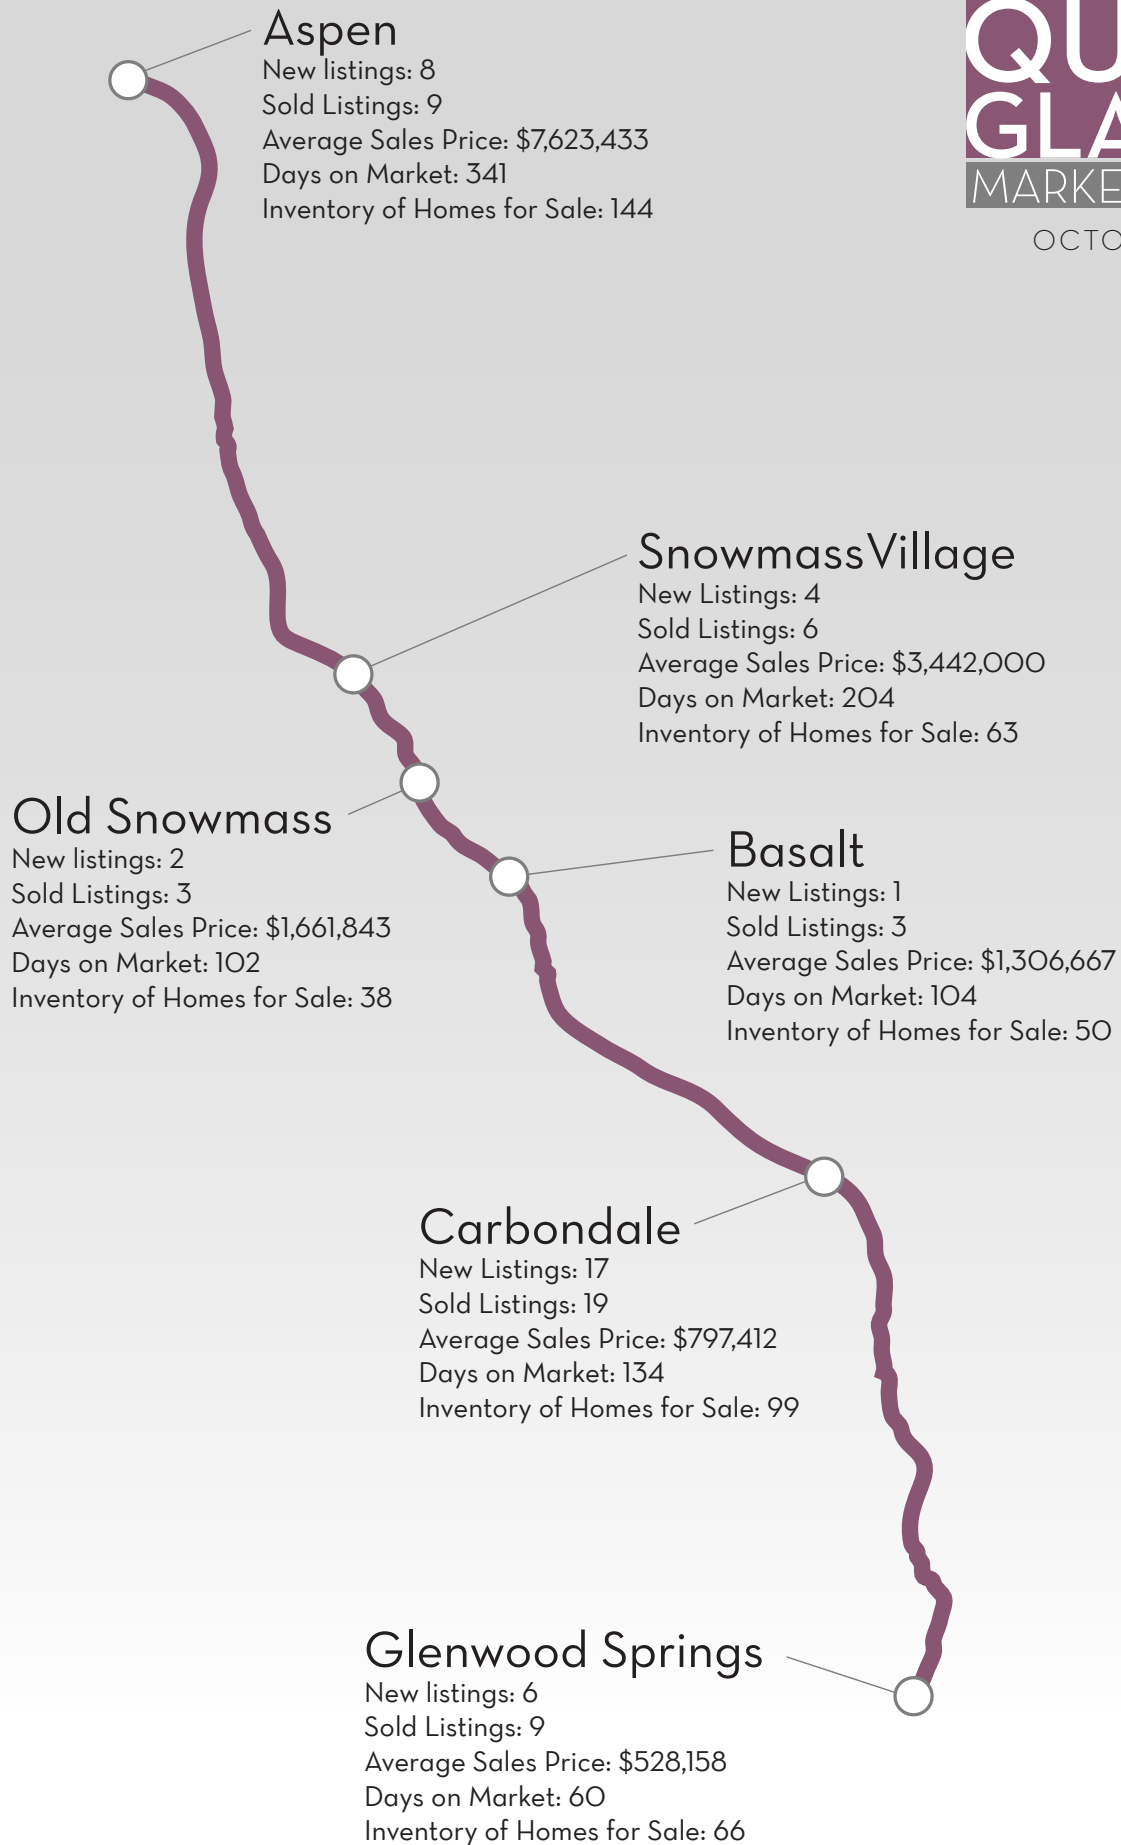 Aspen
New listings: 8
Sold Listings: 9
Average Sales Price: $7,623,433
Days on Market: 341
Inventory of Homes for Sale: 144
SnowmassVillage
New Listings: 4
Sold Listings: 6
Average Sales Price: $3,442,000
Days on Market: 204
Inventory of Homes for Sale: 63
Old Snowmass
New listings: 2
Sold Listings: 3
Average Sales Price: $1,661,843
Days on Market: 102
Inventory of Homes for Sale: 38
Basalt
New Listings: 1
Sold Listings: 3
Average Sales Price: $1,306,667
Days on Market: 104
Inventory of Homes for Sale: 50
Carbondale
New Listings: 17
Sold Listings: 19
Average Sales Price: $797,412
Days on Market: 134
Inventory of Homes for Sale: 99
Glenwood Springs
New listings: 6
Sold Listings: 9
Average Sales Price: $528,158
Days on Market: 60
Inventory of Homes for Sale: 66